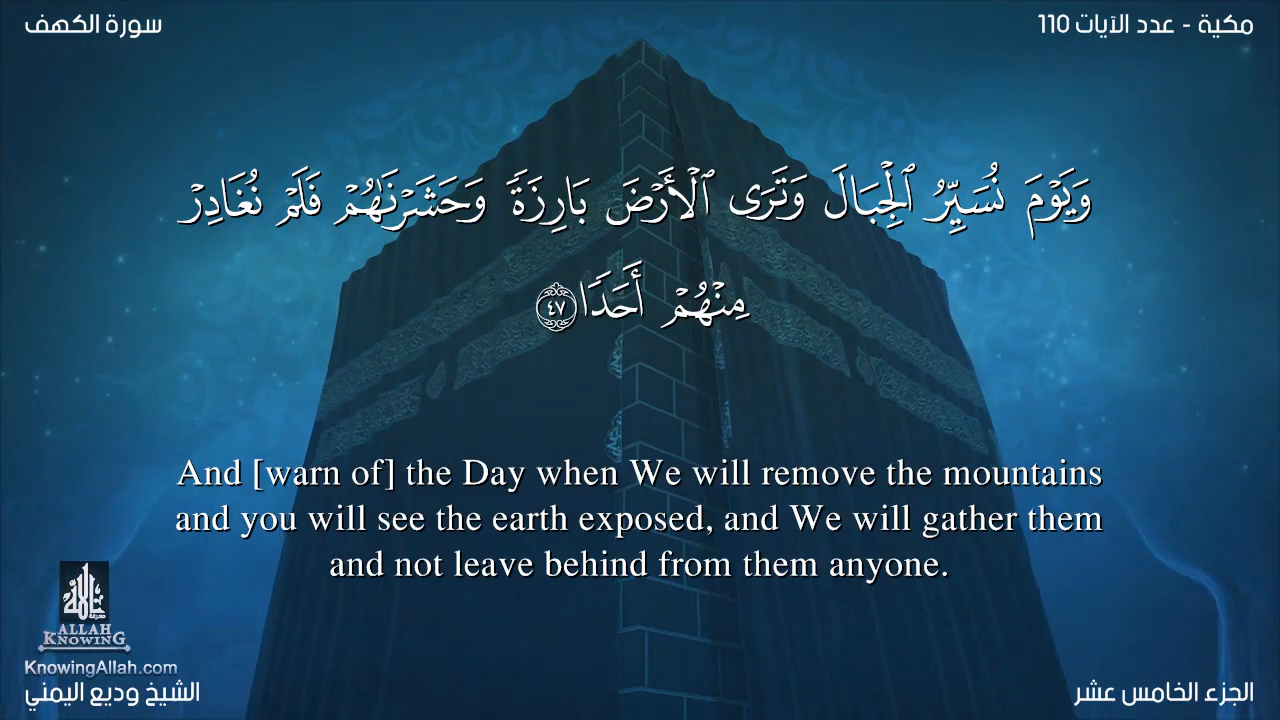 سورة الكهف
مكية - عدد الآيات 110
وَيَوْمَ نُسَيِّرُ ٱلْجِبَالَ وَتَرَى ٱلْأَرْضَ بَارِزَةً وَحَشَرْنَٰهُمْ فَلَمْ نُغَادِرْ
مِنْهُمْ أَحَدًا ٤٧
And [warn of] the Day when We will remove the mountains
and you will see the earth exposed, and We will gather them
and not leave behind from them anyone.
ALLAH
KNOWING
KnowingAllah.com
الشيخ وديع اليمني
الجزء الخامس عشر